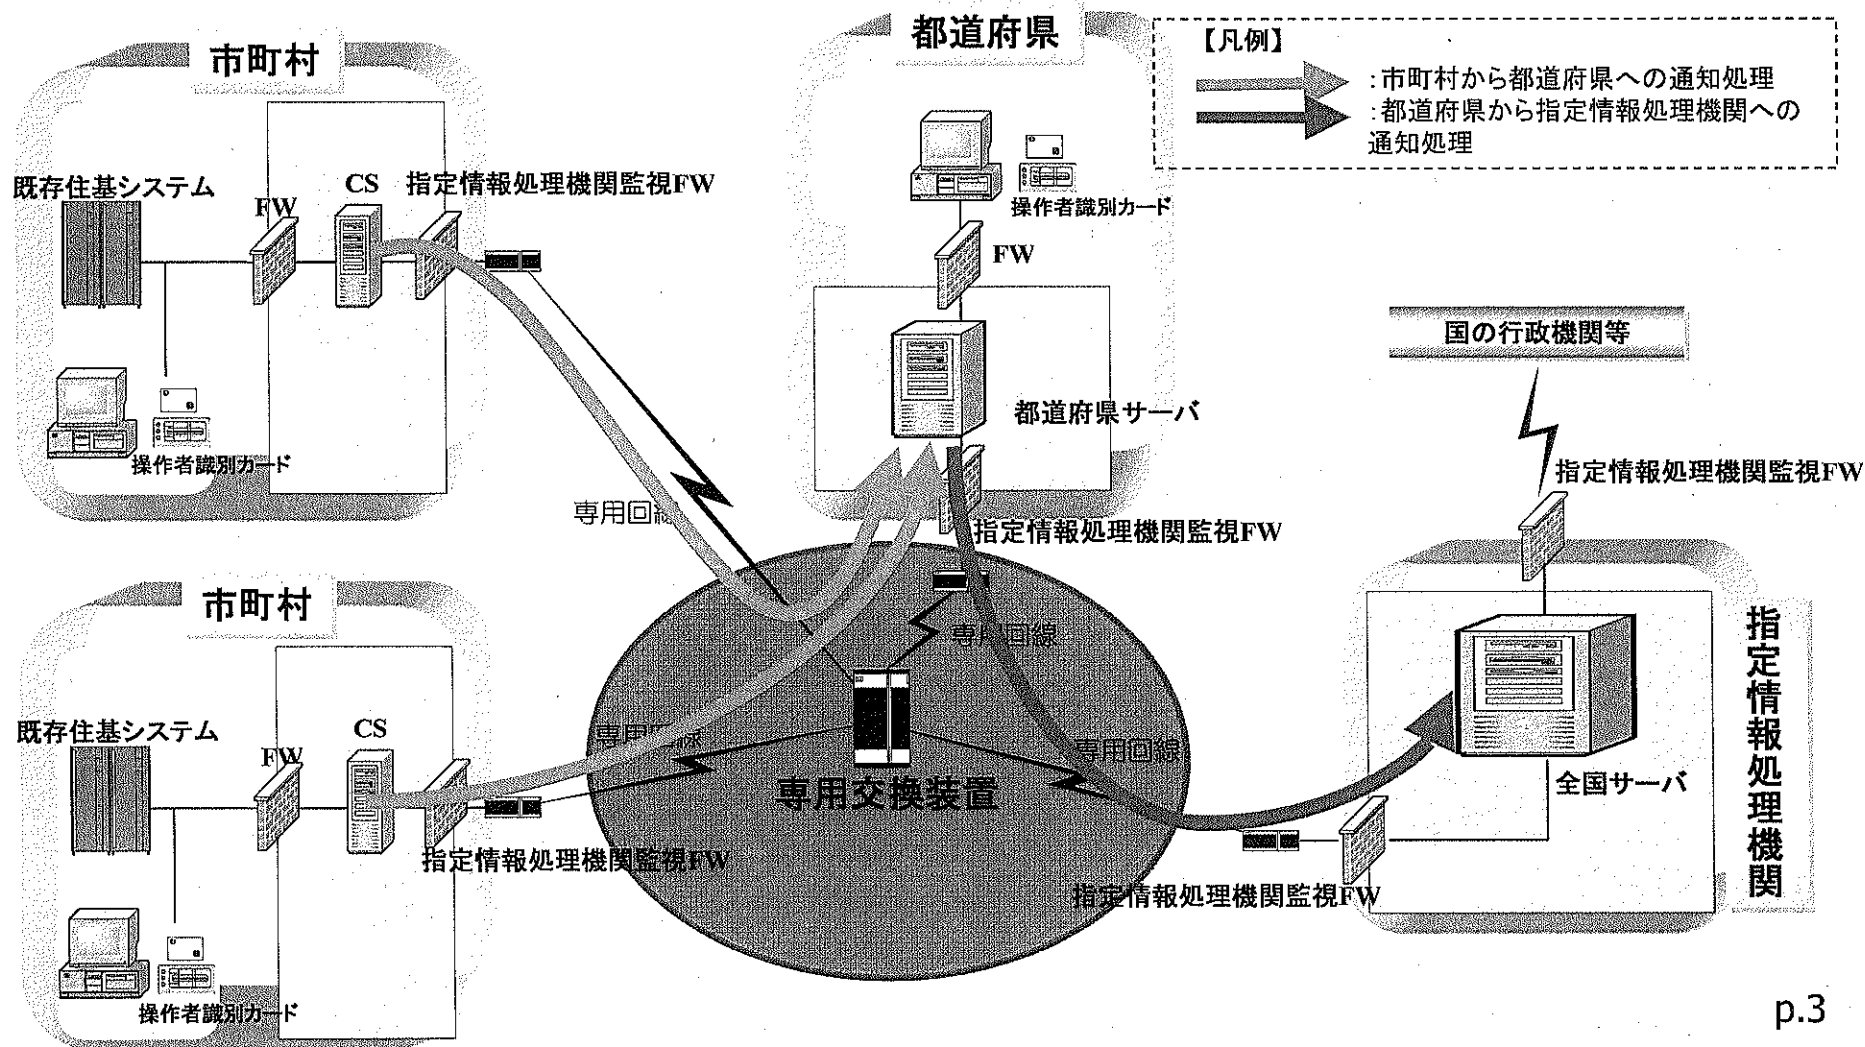 市町村
既存住基システム
FW
CS
指定情報処理機関監視FW
操作者識別カード
専用回線
都道府県
操作者識別カード
FW
都道府県サーバ
指定情報処理機関監視FW
【凡例】
:市町村から都道府県への通知処理
:都道府県から指定情報処理機関への
通知処理
国の行政機関等
指定情報処理機関監視FW
市町村
既存住基システム
FW
CS
指定情報処理機関監視FW
操作者識別カード
専用回線
専用回線
専用回線
専用交換装置
全国サーバ
指定情報処理機関監視FW
指定情報処理機関
p.3